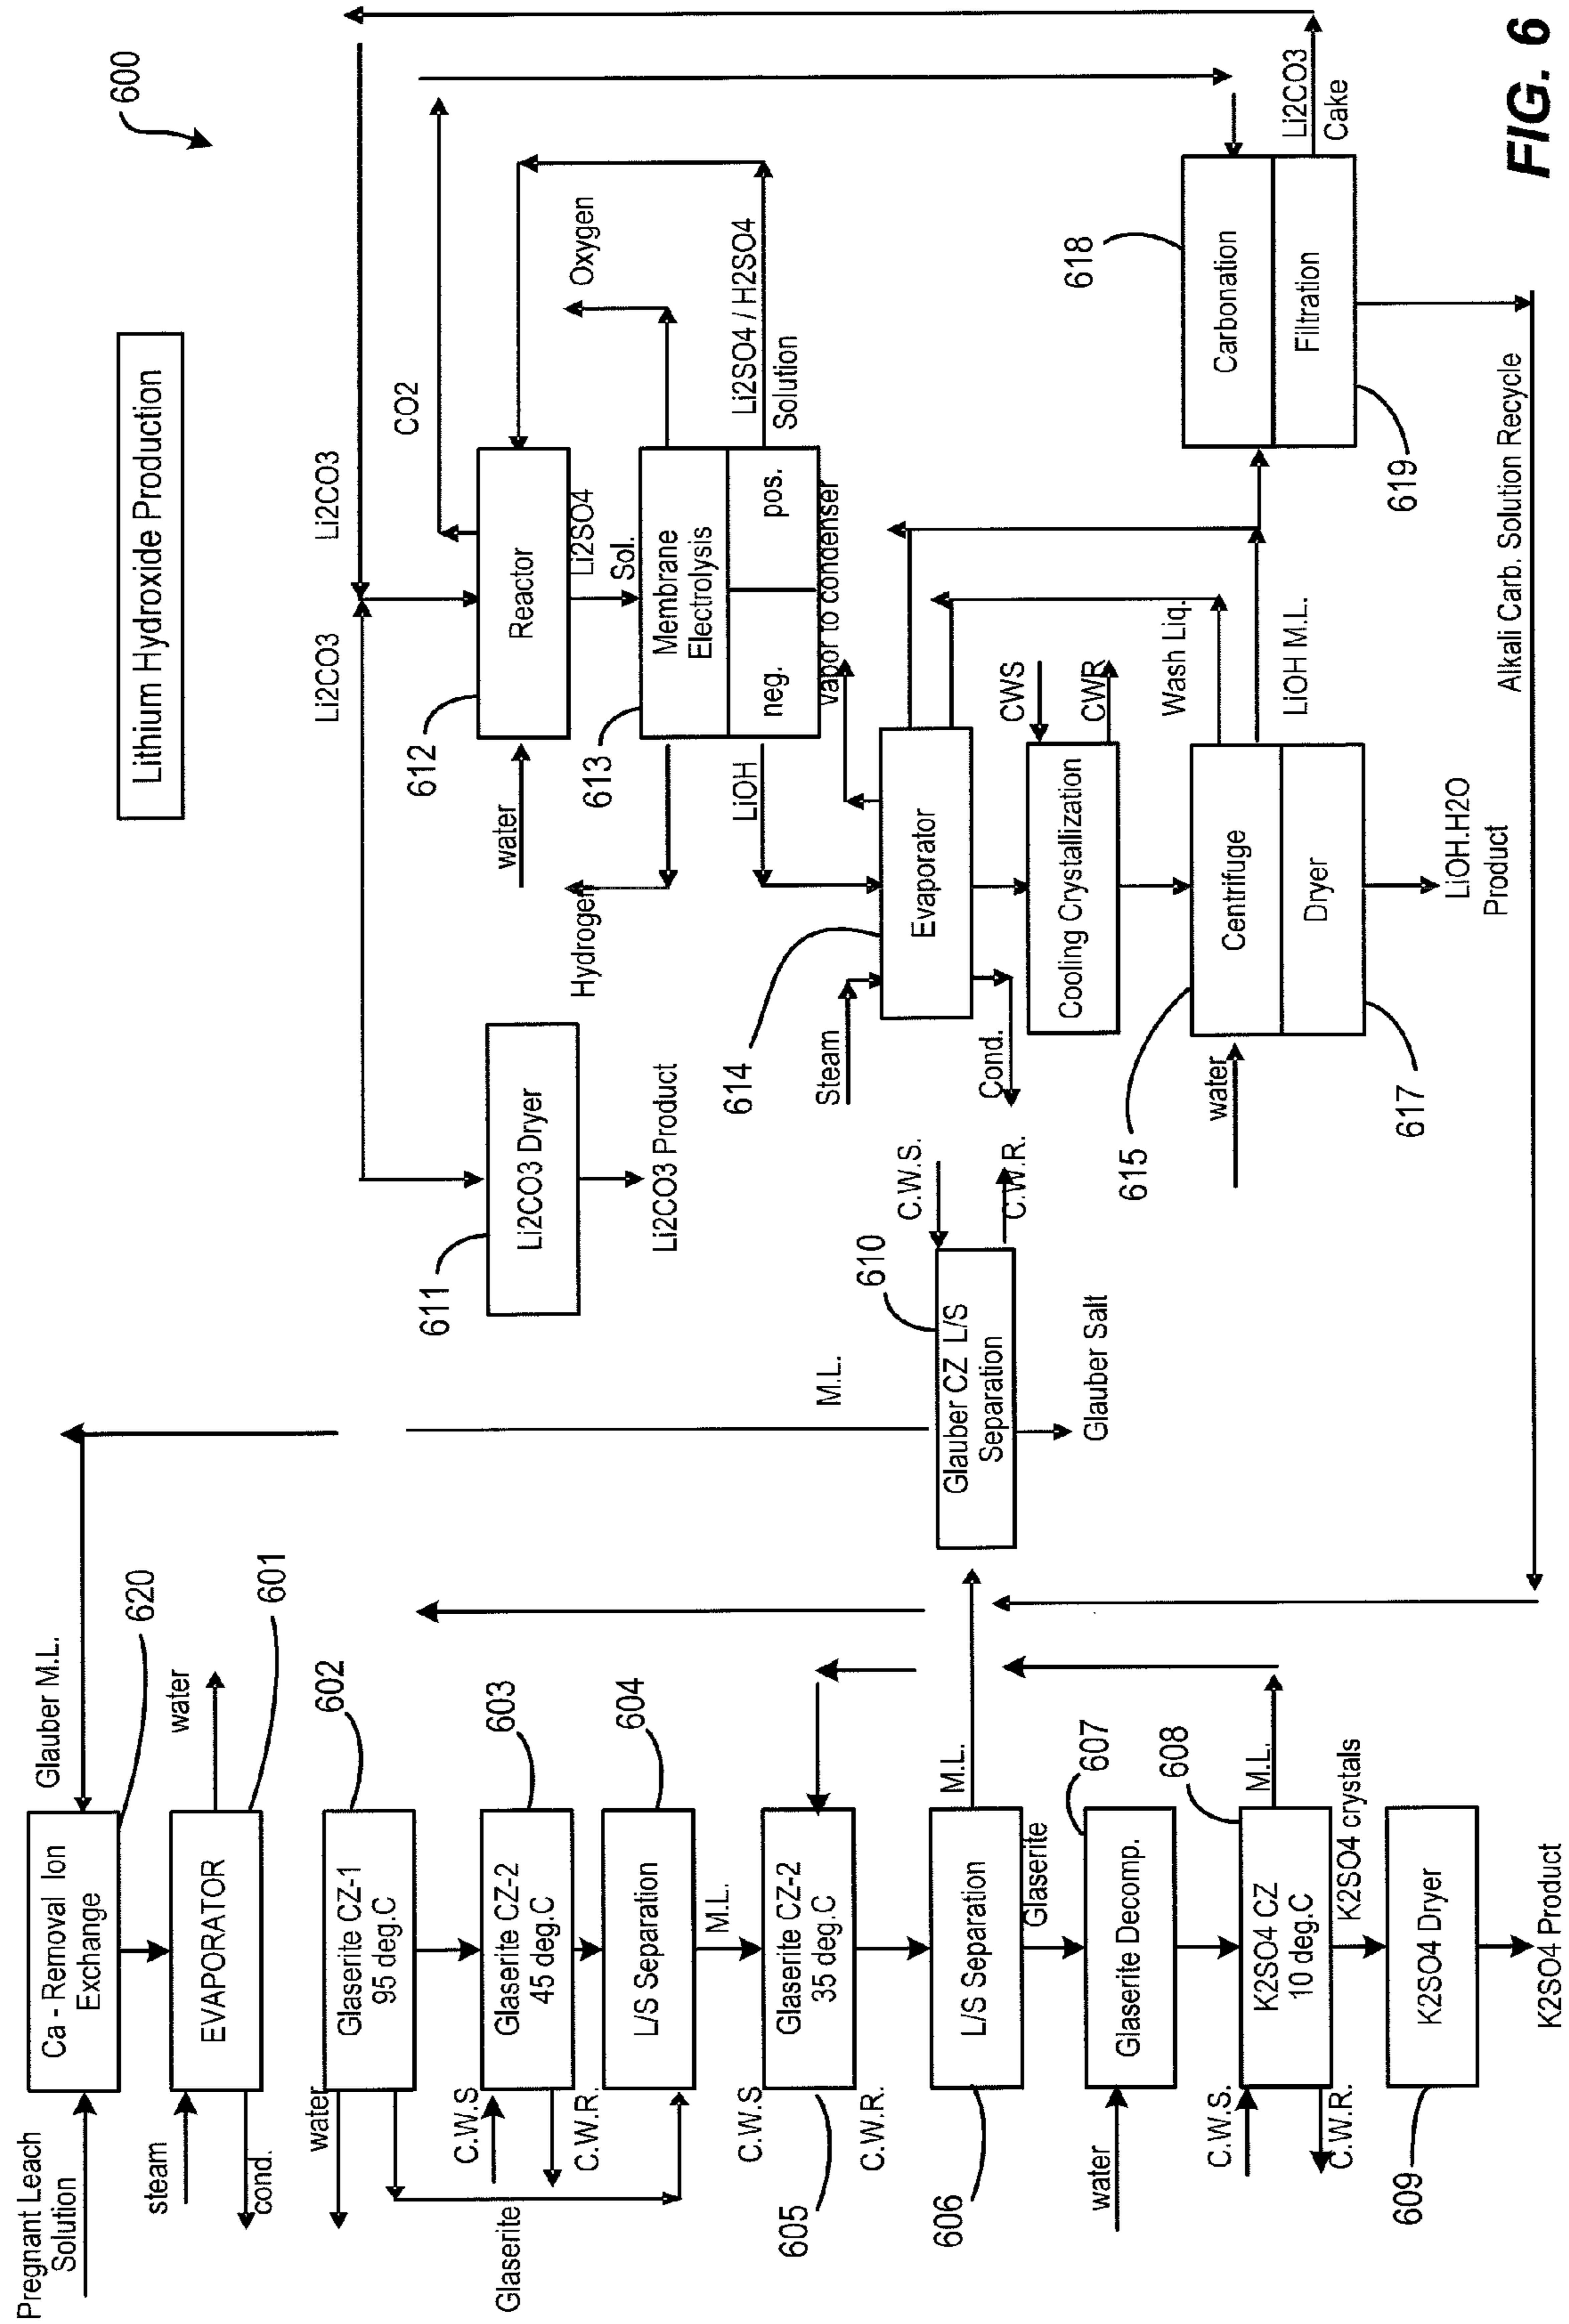 Lithium Hydroxide Production
600
Pregnant Leach
Solution
Ca - Removal Ion
Exchange
Glauber M.L.
620
steam
cond.
EVAPORATOR
water
601
water
Glaserite CZ-1
95 deg.C
602
Glaserite
C.W.S.
C.W.R.
Glaserite CZ-2
45 deg.C
603
L/S Separation
604
M.L.
C.W.S
C.W.R.
Glaserite CZ-2
35 deg.C
605
L/S Separation
606
M.L.
Glaserite
water
Glaserite Decomp.
607
C.W.S.
C.W.R.
K2SO4 CZ
10 deg.C
608
M.L.
K2SO4 crystals
K2SO4 Dryer
609
K2SO4 Product
M.L.
Glauber CZ L/S
Separation
610
C.W.S.
C.W.R.
Glauber Salt
Li2CO3
Li2CO3
Li2CO3 Dryer
611
Li2CO3 Product
CO2
water
Reactor
612
Li2SO4
Sol.
Membrane
Electrolysis
neg.
pos.
613
Hydrogen
Oxygen
LiOH
Li2SO4 / H2SO4
Solution
Vapor to condenser
Steam
Cond.
Evaporator
614
Cooling Crystallization
CWS
CWR
water
Centrifuge
615
Dryer
617
Wash Liq.
LiOH M.L.
LiOH.H2O
Product
Carbonation
618
Filtration
619
Li2CO3
Cake
Alkali Carb. Solution Recycle
FIG. 6